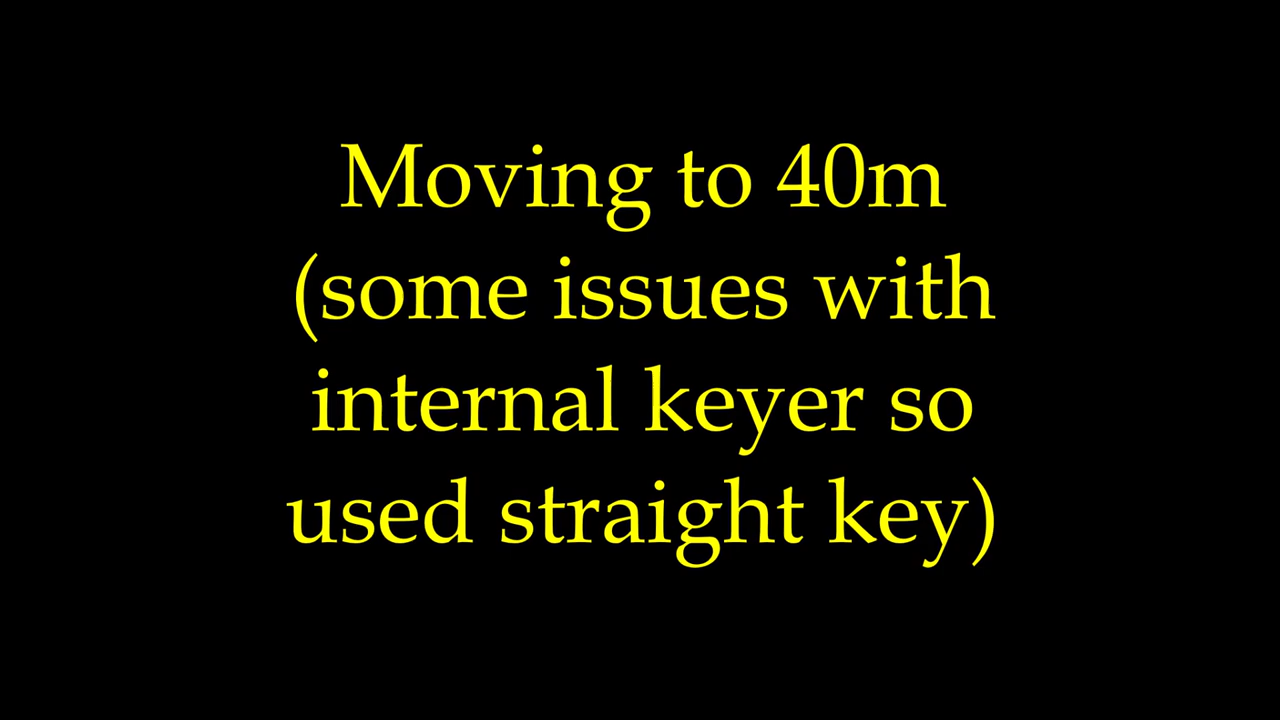 Moving to 40m
(some issues with
internal keyer so
used straight key)